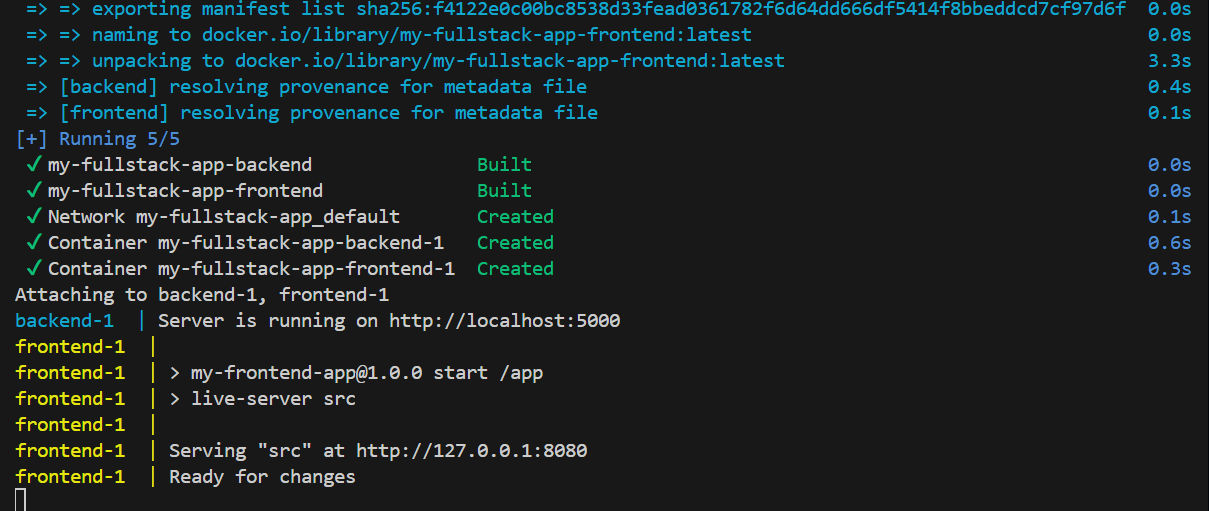 => => exporting manifest list sha256:f4122e0c00bc8538d33fead0361782f6d64dd666df5414f8bbeddcd7cf97d6f 0.0s
=> => naming to docker.io/library/my-fullstack-app-frontend:latest 0.0s
=> => unpacking to docker.io/library/my-fullstack-app-frontend:latest 3.3s
=> [backend] resolving provenance for metadata file 0.4s
=> [frontend] resolving provenance for metadata file 0.1s
[+] Running 5/5
✔ my-fullstack-app-backend Built 0.0s
✔ my-fullstack-app-frontend Built 0.0s
✔ Network my-fullstack-app_default Created 0.1s
✔ Container my-fullstack-app-backend-1 Created 0.6s
✔ Container my-fullstack-app-frontend-1 Created 0.3s
Attaching to backend-1, frontend-1
backend-1 | Server is running on http://localhost:5000
frontend-1 |
frontend-1 | > my-frontend-app@1.0.0 start /app
frontend-1 | > live-server src
frontend-1 |
frontend-1 | Serving "src" at http://127.0.0.1:8080
frontend-1 | Ready for changes